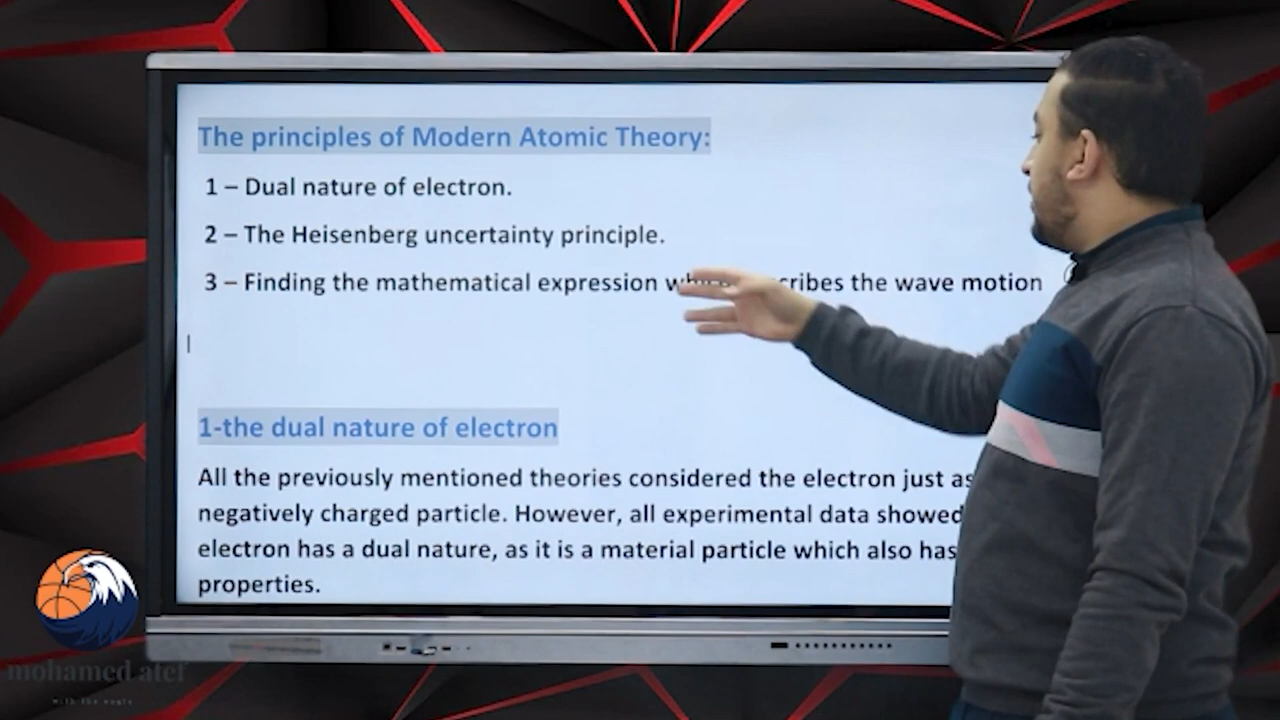 The principles of Modern Atomic Theory:
1 – Dual nature of electron.
2 – The Heisenberg uncertainty principle.
3 – Finding the mathematical expression the wave motion
1-the dual nature of electron
All the previously mentioned theories considered the electron just as
negatively charged particle. However, all experimental data showed
electron has a dual nature, as it is a material particle which also has
properties.
mohamed atef
with the eagle